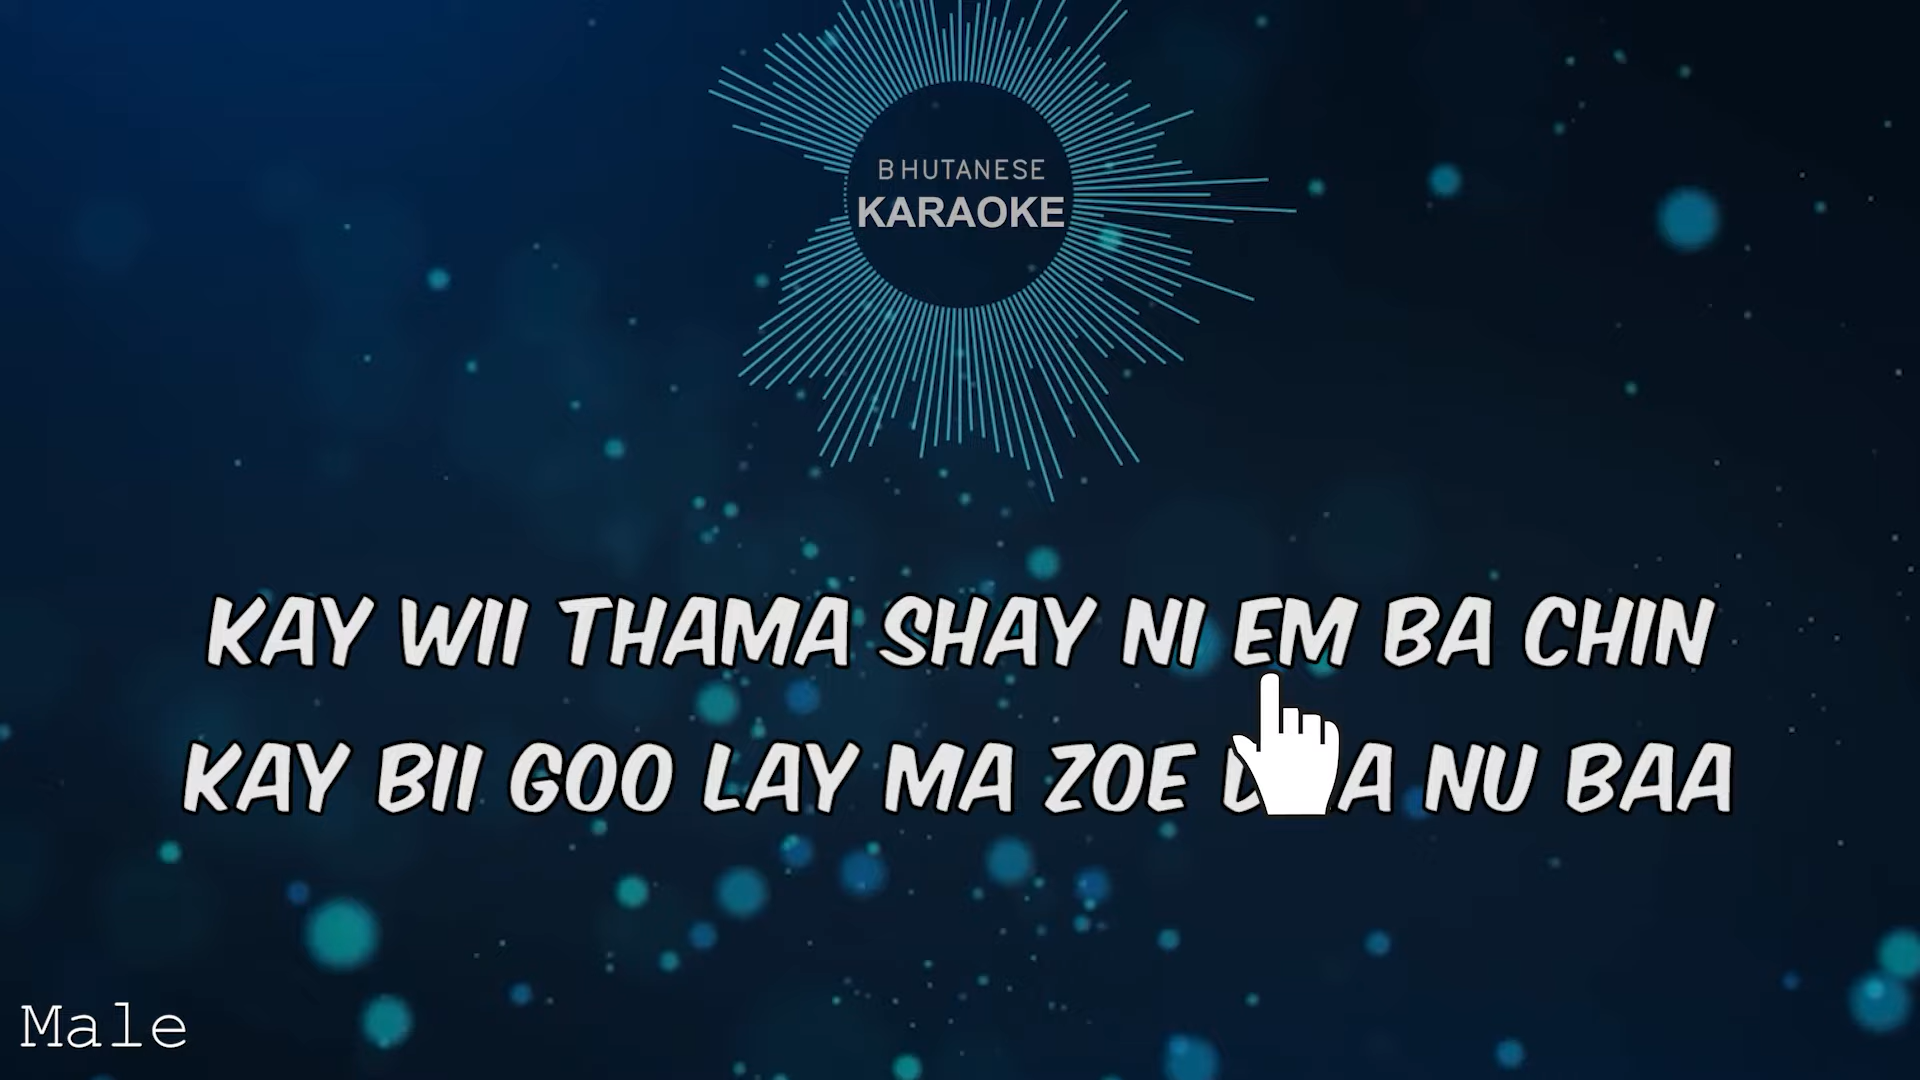 BHUTANESE
KARAOKE
KAY WII THAMA SHAY NI EM BA CHIN
KAY BII GOO LAY MA ZOE NU BAA
Male